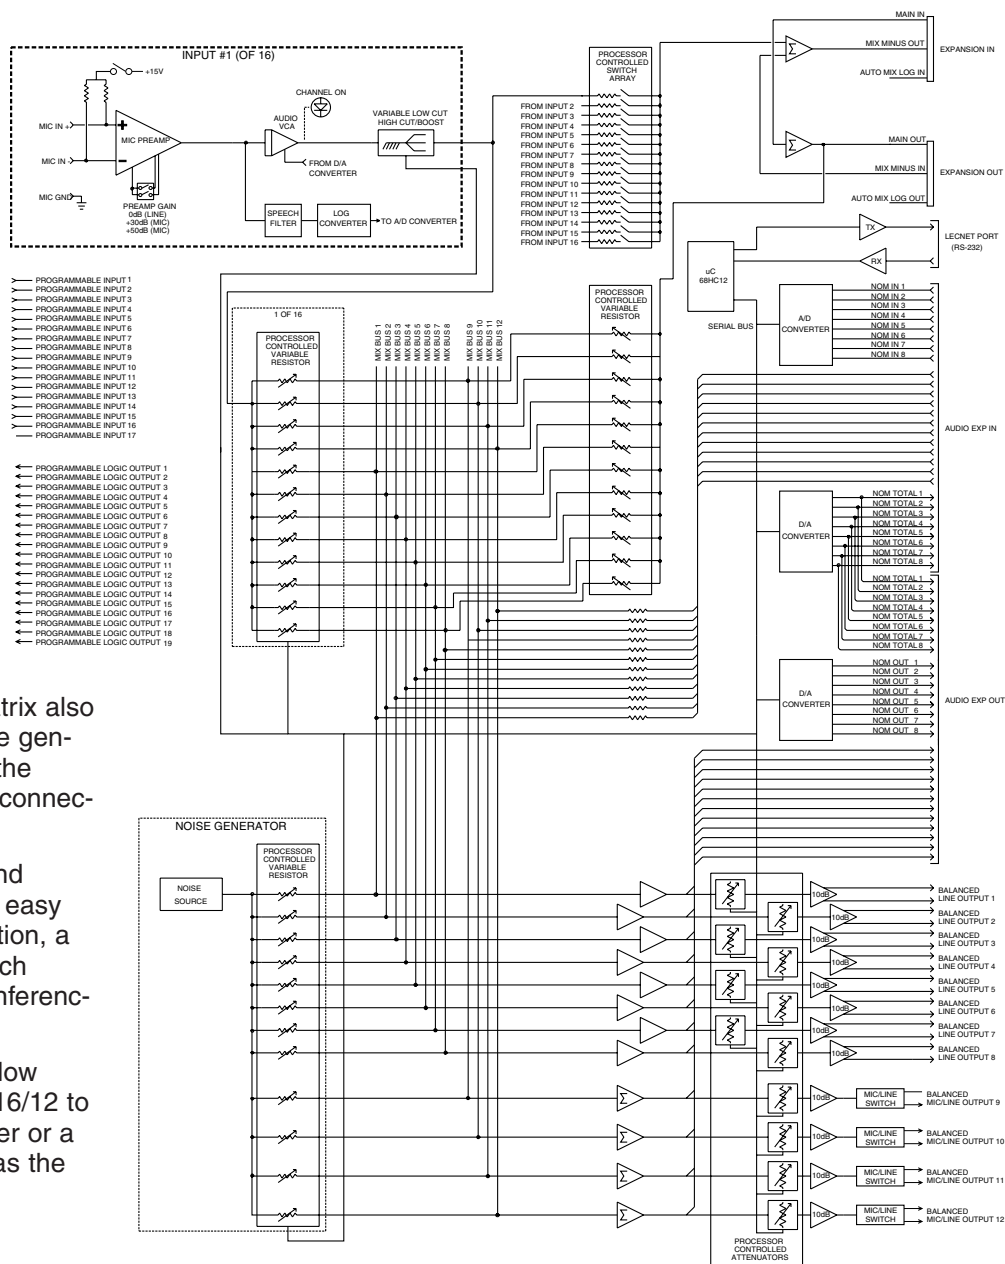 INPUT #1 (OF 16)
+15V
CHANNEL ON
AUDIO
VCA
VARIABLE LOW CUT
HIGH CUT/BOOST
MIC IN +
MIC PREAMP
MIC IN -
FROM D/A
CONVERTER
MIC GND
PREAMP GAIN
0dB (LINE)
+30dB (MIC)
+50dB (MIC)
SPEECH
FILTER
LOG
CONVERTER
TO A/D CONVERTER
PROCESSOR
CONTROLLED
SWITCH
ARRAY
FROM INPUT 2
FROM INPUT 3
FROM INPUT 4
FROM INPUT 5
FROM INPUT 6
FROM INPUT 7
FROM INPUT 8
FROM INPUT 9
FROM INPUT 10
FROM INPUT 11
FROM INPUT 12
FROM INPUT 13
FROM INPUT 14
FROM INPUT 15
FROM INPUT 16
Σ
MAIN IN
MIX MINUS OUT
AUTO MIX LOG IN
EXPANSION IN
Σ
MAIN OUT
MIX MINUS IN
AUTO MIX LOG OUT
EXPANSION OUT
TX
RX
LECNET PORT
(RS-232)
uC
68HC12
SERIAL BUS
A/D
CONVERTER
NOM IN 1
NOM IN 2
NOM IN 3
NOM IN 4
NOM IN 5
NOM IN 6
NOM IN 7
NOM IN 8
PROGRAMMABLE INPUT 1
PROGRAMMABLE INPUT 2
PROGRAMMABLE INPUT 3
PROGRAMMABLE INPUT 4
PROGRAMMABLE INPUT 5
PROGRAMMABLE INPUT 6
PROGRAMMABLE INPUT 7
PROGRAMMABLE INPUT 8
PROGRAMMABLE INPUT 9
PROGRAMMABLE INPUT 10
PROGRAMMABLE INPUT 11
PROGRAMMABLE INPUT 12
PROGRAMMABLE INPUT 13
PROGRAMMABLE INPUT 14
PROGRAMMABLE INPUT 15
PROGRAMMABLE INPUT 16
PROGRAMMABLE INPUT 17
PROGRAMMABLE LOGIC OUTPUT 1
PROGRAMMABLE LOGIC OUTPUT 2
PROGRAMMABLE LOGIC OUTPUT 3
PROGRAMMABLE LOGIC OUTPUT 4
PROGRAMMABLE LOGIC OUTPUT 5
PROGRAMMABLE LOGIC OUTPUT 6
PROGRAMMABLE LOGIC OUTPUT 7
PROGRAMMABLE LOGIC OUTPUT 8
PROGRAMMABLE LOGIC OUTPUT 9
PROGRAMMABLE LOGIC OUTPUT 10
PROGRAMMABLE LOGIC OUTPUT 11
PROGRAMMABLE LOGIC OUTPUT 12
PROGRAMMABLE LOGIC OUTPUT 13
PROGRAMMABLE LOGIC OUTPUT 14
PROGRAMMABLE LOGIC OUTPUT 15
PROGRAMMABLE LOGIC OUTPUT 16
PROGRAMMABLE LOGIC OUTPUT 17
PROGRAMMABLE LOGIC OUTPUT 18
PROGRAMMABLE LOGIC OUTPUT 19
1 OF 16
PROCESSOR
CONTROLLED
VARIABLE
RESISTOR
MIX BUS 1
MIX BUS 2
MIX BUS 3
MIX BUS 4
MIX BUS 5
MIX BUS 6
MIX BUS 7
MIX BUS 8
MIX BUS 9
MIX BUS 10
MIX BUS 11
MIX BUS 12
PROCESSOR
CONTROLLED
VARIABLE
RESISTOR
AUDIO EXP IN
D/A
CONVERTER
NOM TOTAL 1
NOM TOTAL 2
NOM TOTAL 3
NOM TOTAL 4
NOM TOTAL 5
NOM TOTAL 6
NOM TOTAL 7
NOM TOTAL 8
NOM TOTAL 1
NOM TOTAL 2
NOM TOTAL 3
NOM TOTAL 4
NOM TOTAL 5
NOM TOTAL 6
NOM TOTAL 7
NOM TOTAL 8
D/A
CONVERTER
NOM OUT 1
NOM OUT 2
NOM OUT 3
NOM OUT 4
NOM OUT 5
NOM OUT 6
NOM OUT 7
NOM OUT 8
AUDIO EXP OUT
trix also
e gen-
the
connec-
nd
easy
tion, a
ch
nferenc-
low
16/12 to
er or a
as the
NOISE GENERATOR
NOISE
SOURCE
PROCESSOR
CONTROLLED
VARIABLE
RESISTOR
Σ
Σ
Σ
Σ
PROCESSOR
CONTROLLED
ATTENUATORS
10dB
BALANCED
LINE OUTPUT 1
10dB
BALANCED
LINE OUTPUT 2
10dB
BALANCED
LINE OUTPUT 3
10dB
BALANCED
LINE OUTPUT 4
10dB
BALANCED
LINE OUTPUT 5
10dB
BALANCED
LINE OUTPUT 6
10dB
BALANCED
LINE OUTPUT 7
10dB
BALANCED
LINE OUTPUT 8
10dB
MIC/LINE
SWITCH
BALANCED
MIC/LINE OUTPUT 9
10dB
MIC/LINE
SWITCH
BALANCED
MIC/LINE OUTPUT 10
10dB
MIC/LINE
SWITCH
BALANCED
MIC/LINE OUTPUT 11
10dB
MIC/LINE
SWITCH
BALANCED
MIC/LINE OUTPUT 12